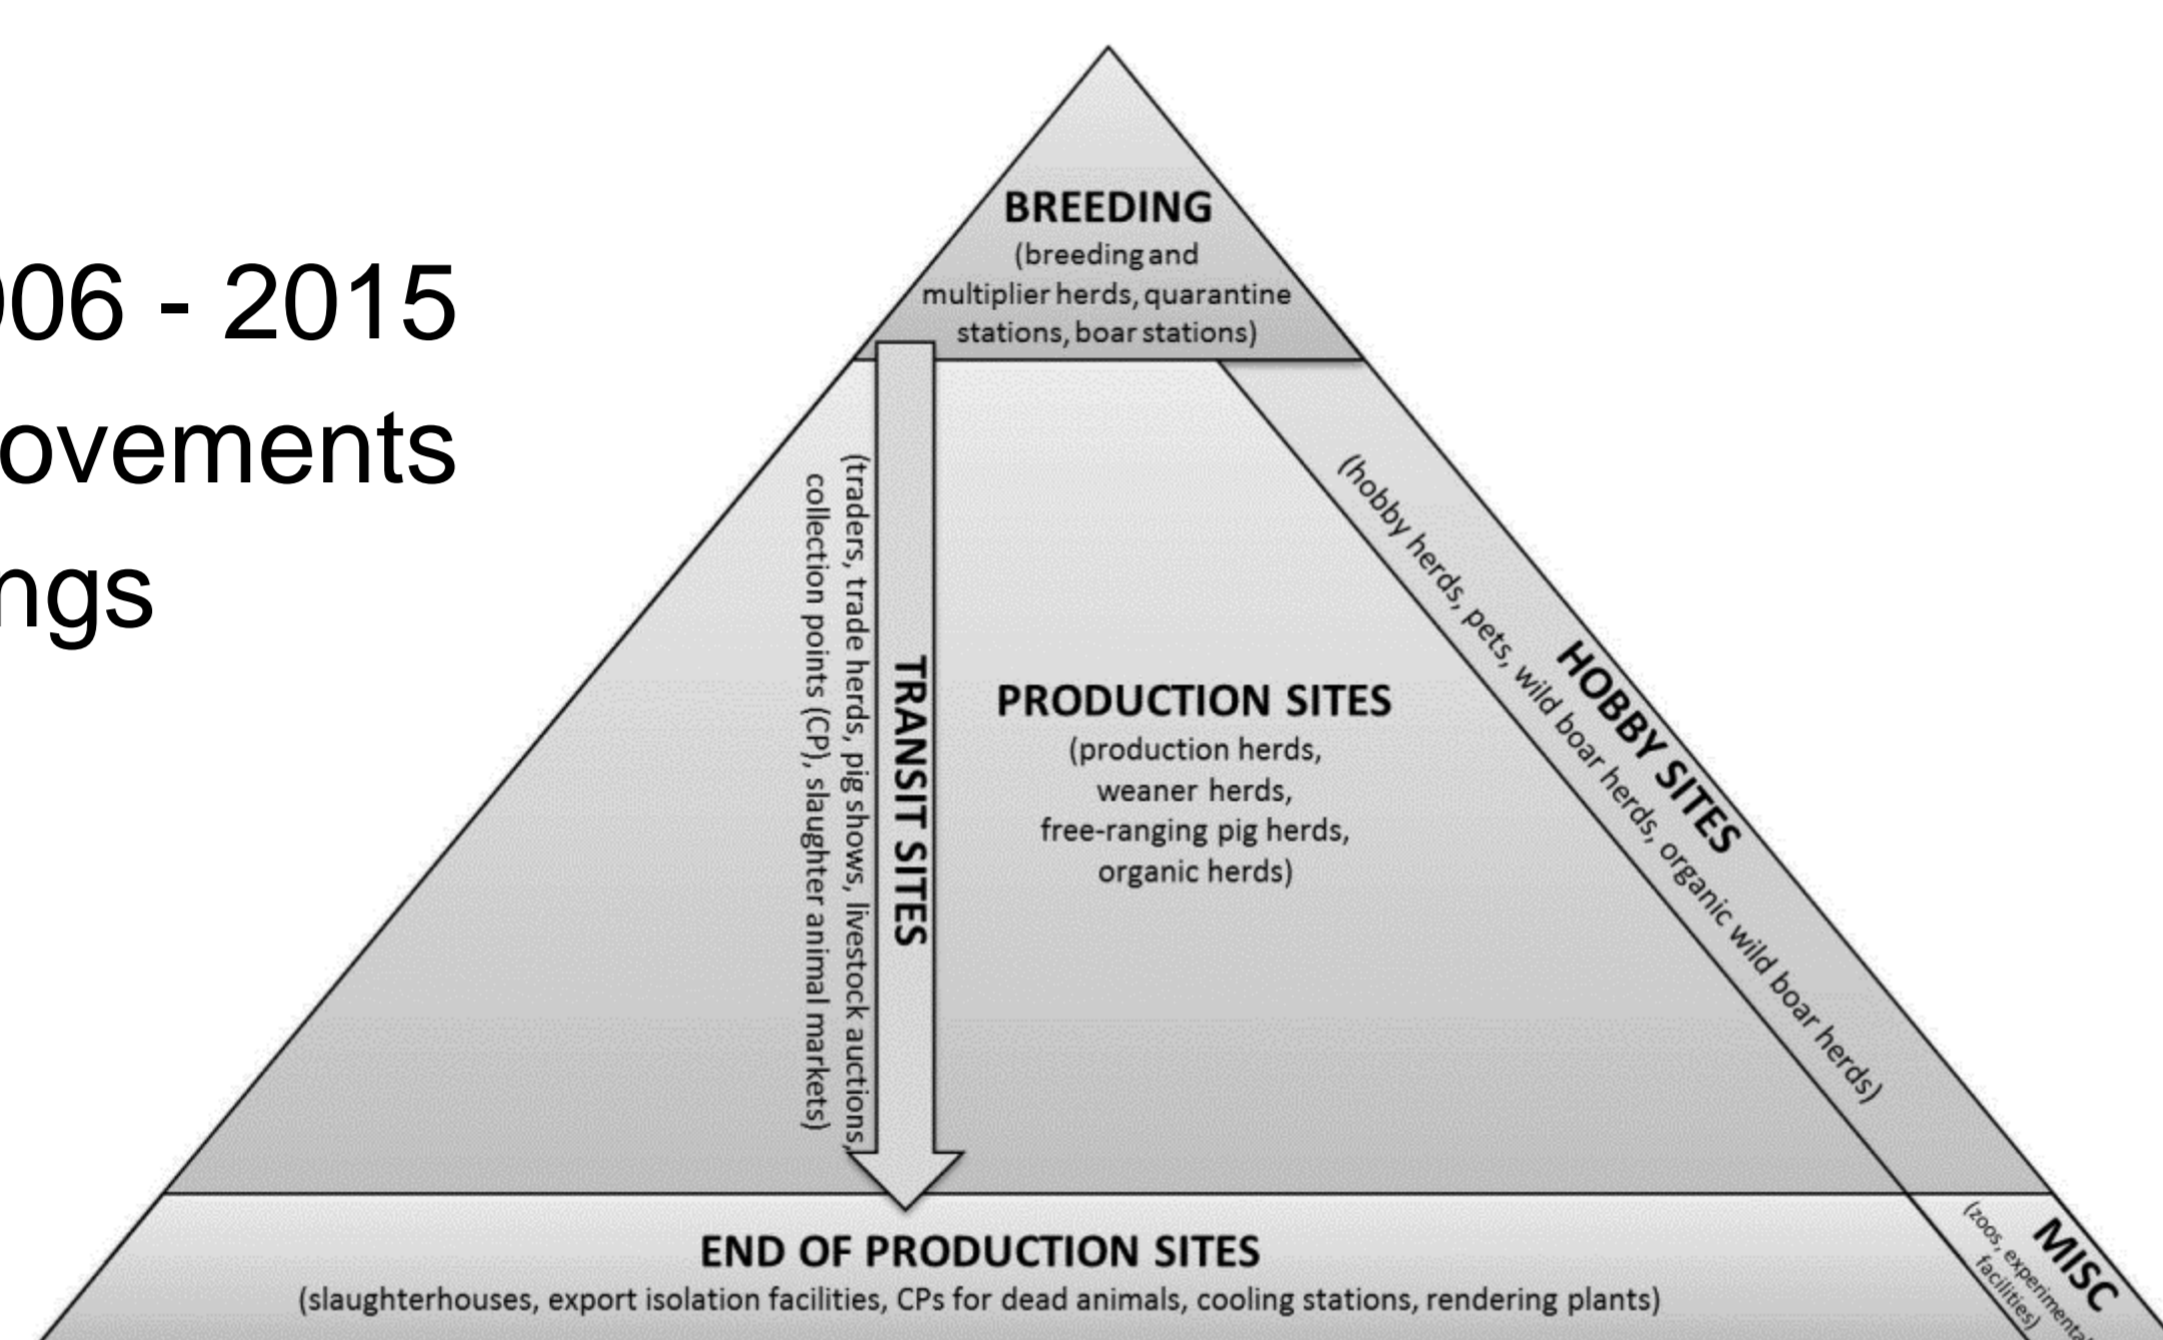 006 - 2015
ovements
ngs
BREEDING
(breeding and
multiplier herds, quarantine
stations, boar stations)
TRANSIT SITES
(traders, trade herds, pig shows, livestock auctions,
collection points (CP), slaughter animal markets)
PRODUCTION SITES
(production herds,
weaner herds,
free-ranging pig herds,
organic herds)
HOBBY SITES
(hobby herds, pets, wild boar herds, organic wild boar herds)
END OF PRODUCTION SITES
(slaughterhouses, export isolation facilities, CPs for dead animals, cooling stations, rendering plants)
MISC
(zoos, experimenta
facilities)